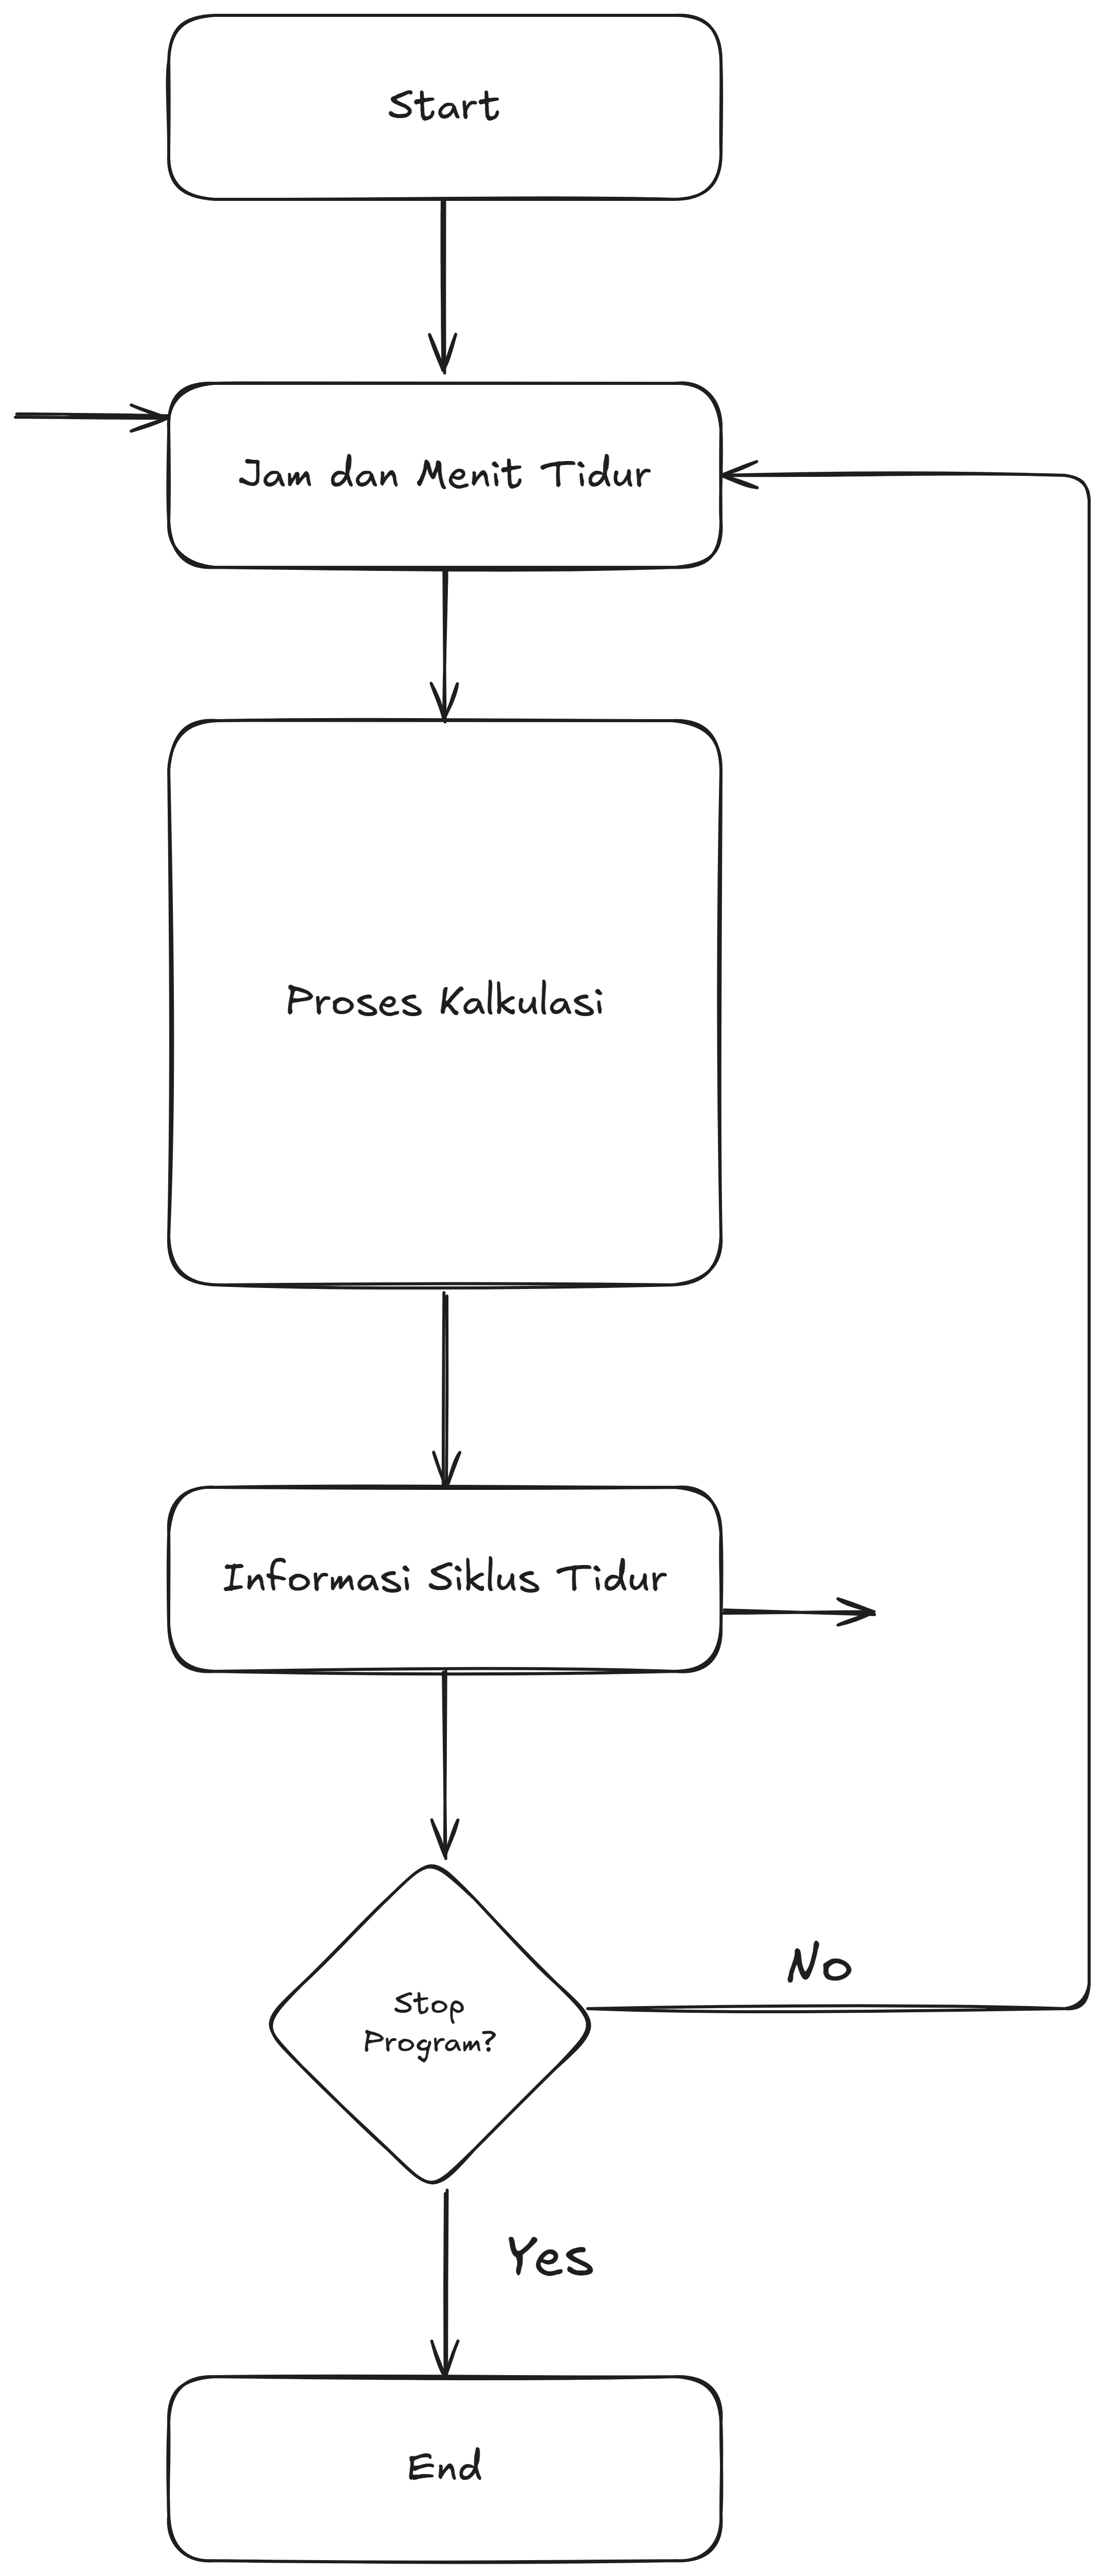 Start
Jam dan Menit Tidur
Proses Kalkulasi
Informasi Siklus Tidur
No
Stop
Program?
Yes
End